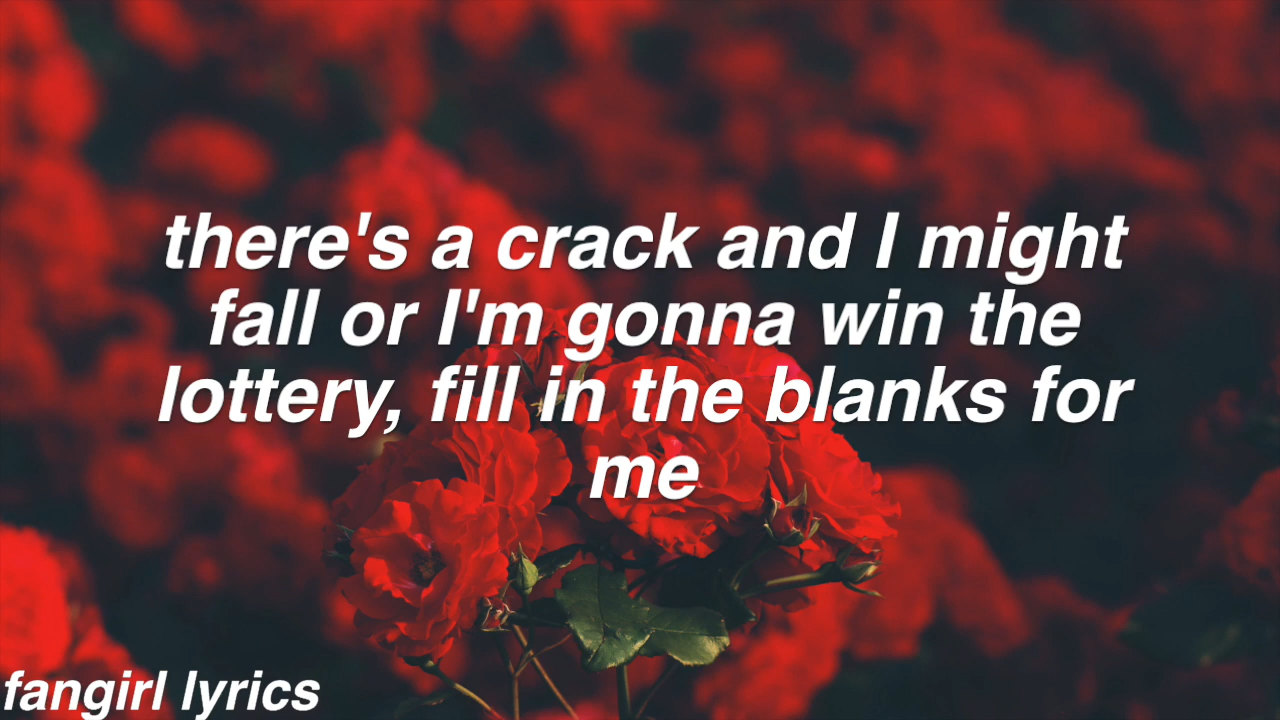 there's a crack and I might
fall or I'm gonna win the
lottery, fill in the blanks for
me
fangirl lyrics